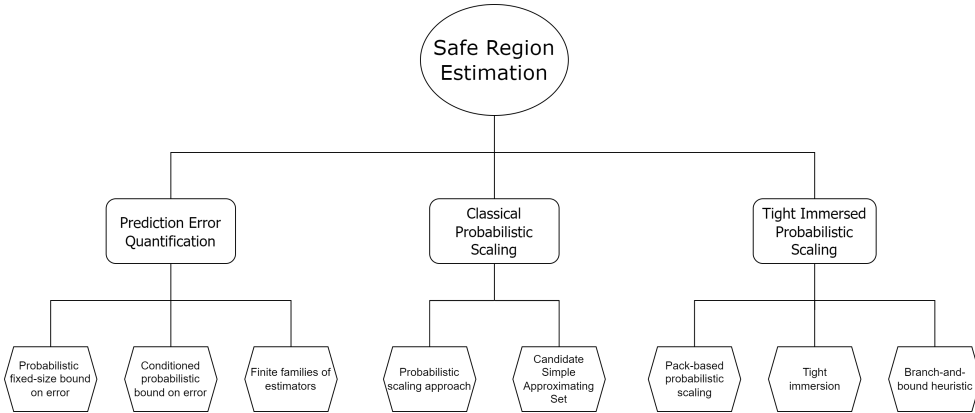 Safe Region
Estimation
Prediction Error
Quantification
Classical
Probabilistic
Scaling
Tight Immersed
Probabilistic
Scaling
Probabilistic
fixed-size bound
on error
Conditioned
probabilistic
bound on error
Finite families of
estimators
Probabilistic
scaling approach
Candidate
Simple
Approximating
Set
Pack-based
probabilistic
scaling
Tight
immersion
Branch-and-
bound heuristic